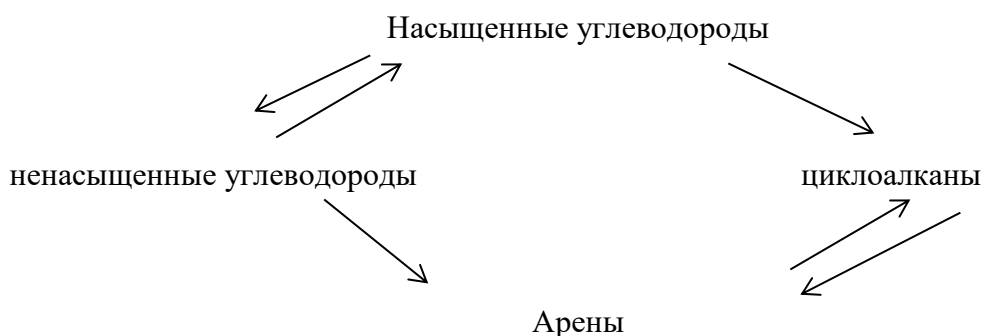 Насыщенные углеводороды
ненасыщенные углеводороды
циклоалканы
Арены